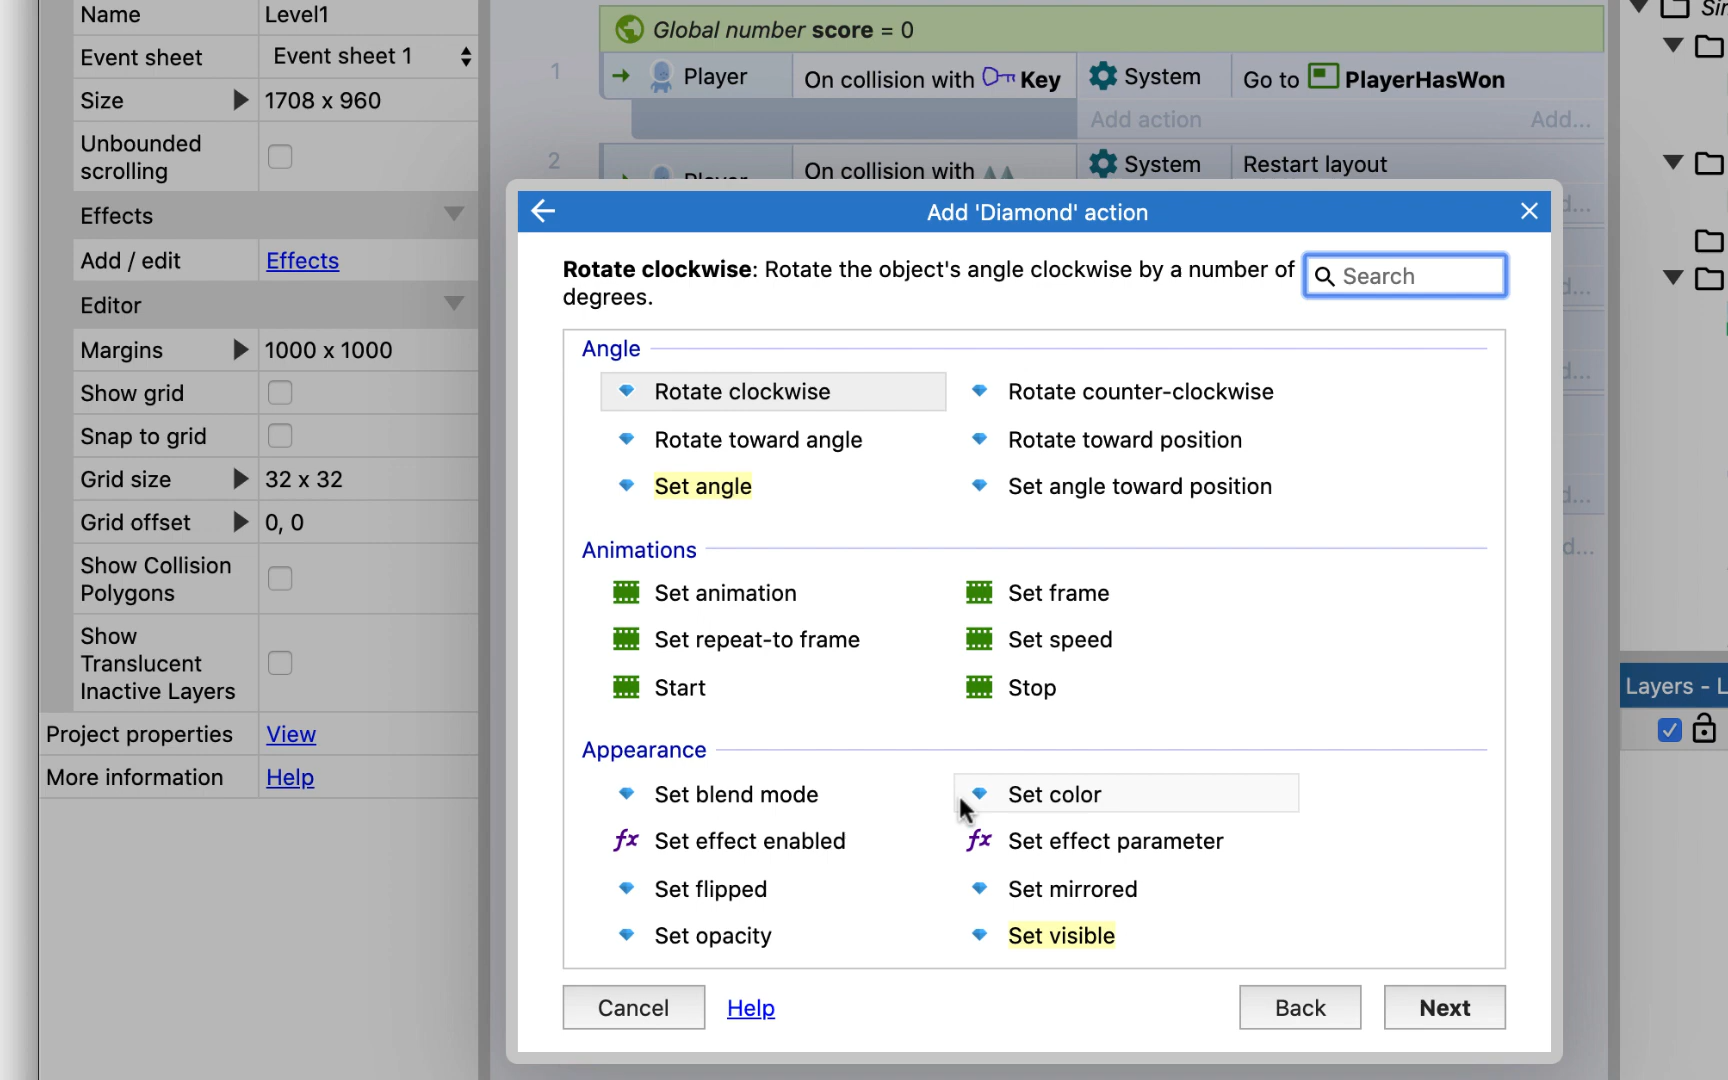 Name Level1
Event sheet Event sheet 1
Size 1708 x 960
Unbounded
scrolling
Effects
Add / edit Effects
Editor
Margins 1000 x 1000
Show grid
Snap to grid
Grid size 32 x 32
Grid offset 0, 0
Show Collision
Polygons
Show
Translucent
Inactive Layers
Project properties View
More information Help
Global number score = 0
1 Player On collision with Key System Go to PlayerHasWon
Add action Add...
2 Player On collision with System Restart layout
Add 'Diamond' action
Rotate clockwise: Rotate the object's angle clockwise by a number of
degrees.
Search
Angle
Rotate clockwise Rotate counter-clockwise
Rotate toward angle Rotate toward position
Set angle Set angle toward position
Animations
Set animation Set frame
Set repeat-to frame Set speed
Start Stop
Appearance
Set blend mode Set color
fx Set effect enabled fx Set effect parameter
Set flipped Set mirrored
Set opacity Set visible
Cancel Help Back Next
Layers -